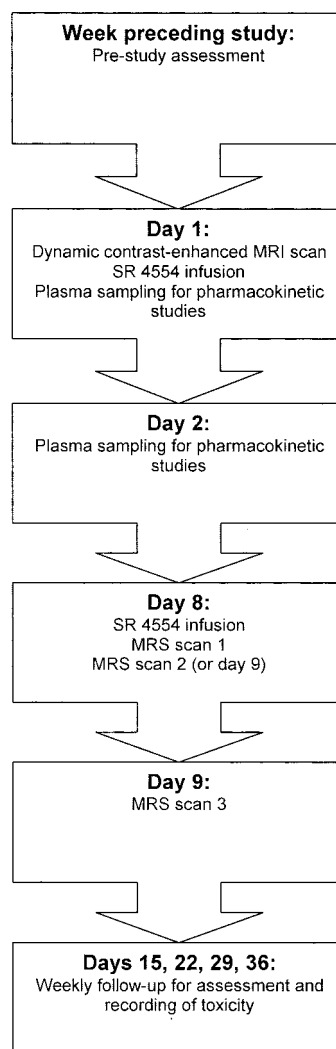 Week preceding study:
Pre-study assessment
Day 1:
Dynamic contrast-enhanced MRI scan
SR 4554 infusion
Plasma sampling for pharmacokinetic
studies
Day 2:
Plasma sampling for pharmacokinetic
studies
Day 8:
SR 4554 infusion
MRS scan 1
MRS scan 2 (or day 9)
Day 9:
MRS scan 3
Days 15, 22, 29, 36:
Weekly follow-up for assessment and
recording of toxicity